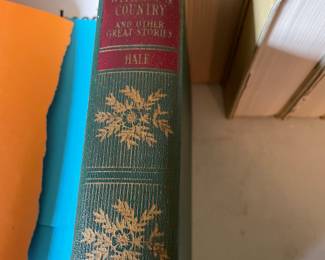 COUNTRY
AND OTHER
GREAT STORIES
HALE